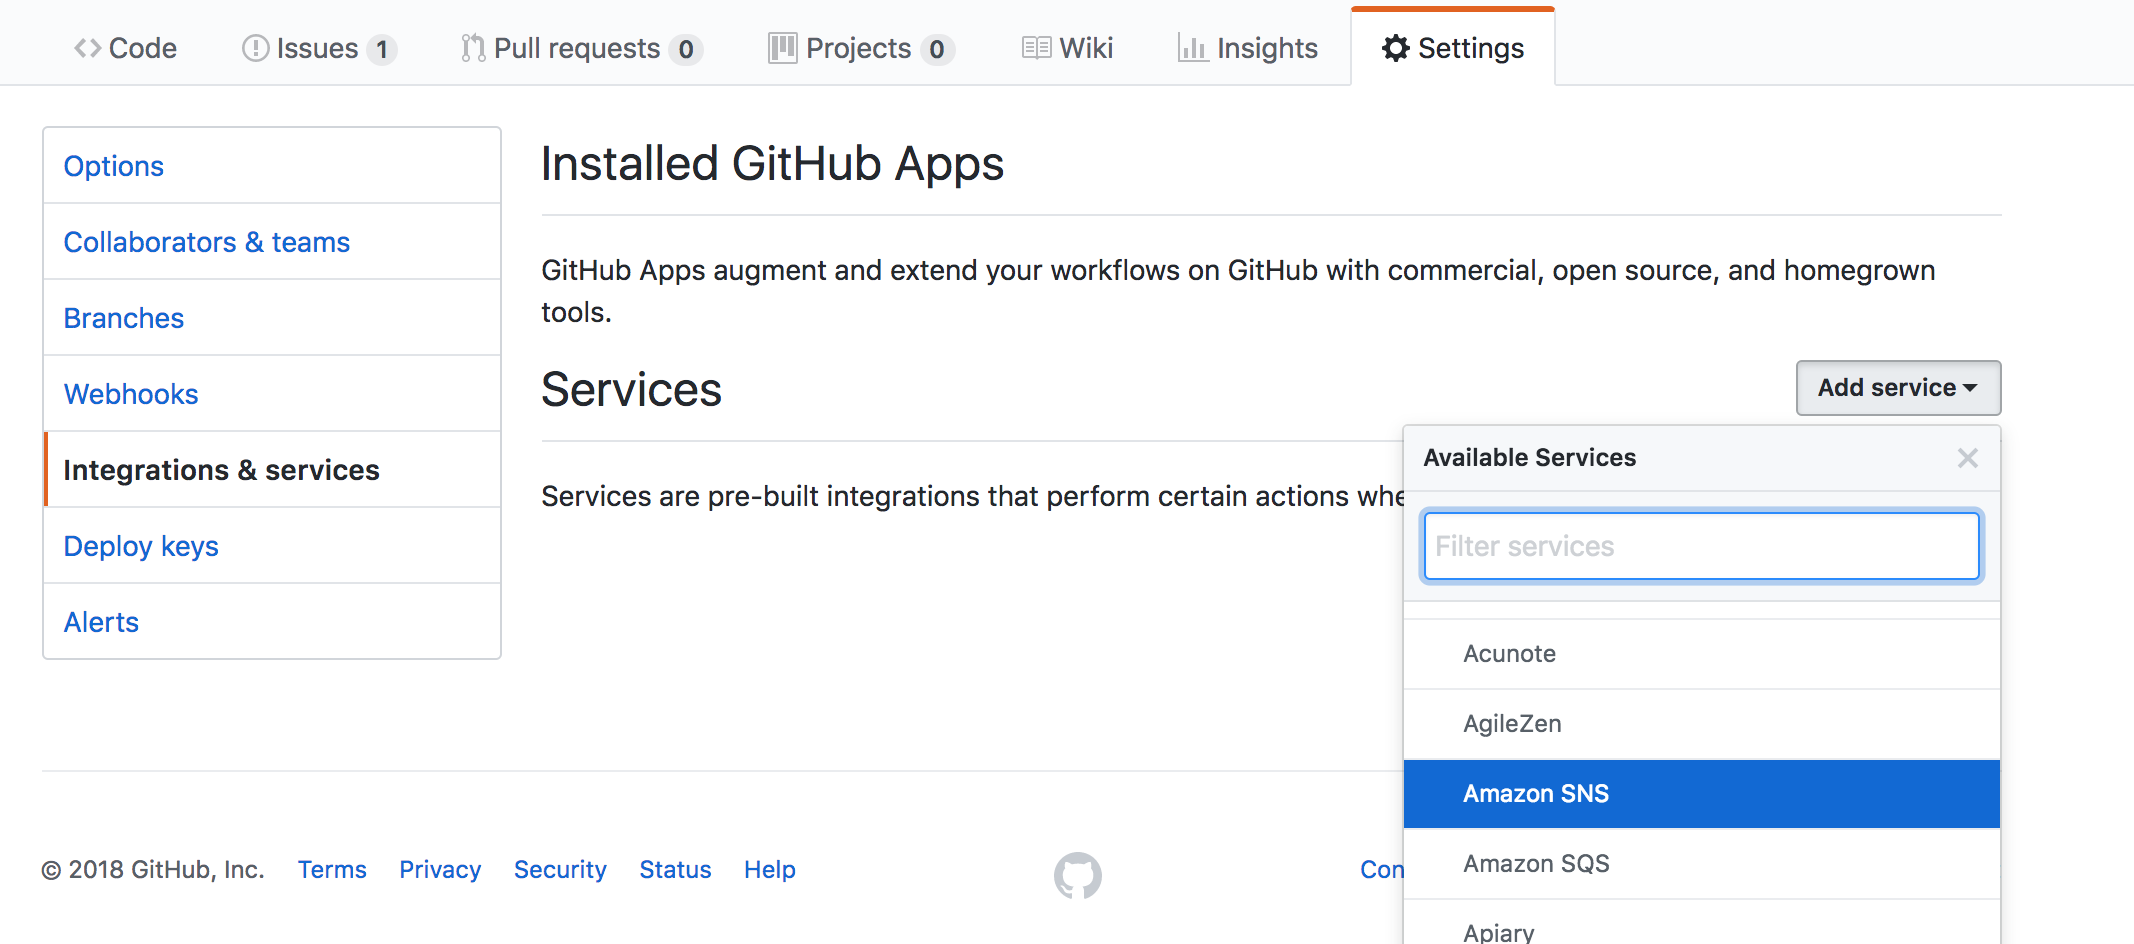 Code Issues 1 Pull requests 0 Projects 0 Wiki Insights Settings
Options
Collaborators & teams
Branches
Webhooks
Integrations & services
Deploy keys
Alerts
Installed GitHub Apps
GitHub Apps augment and extend your workflows on GitHub with commercial, open source, and homegrown
tools.
Services
Add service
Services are pre-built integrations that perform certain actions whe
Available Services
Filter services
Acunote
AgileZen
Amazon SNS
Amazon SQS
Apiary
© 2018 GitHub, Inc. Terms Privacy Security Status Help
Con